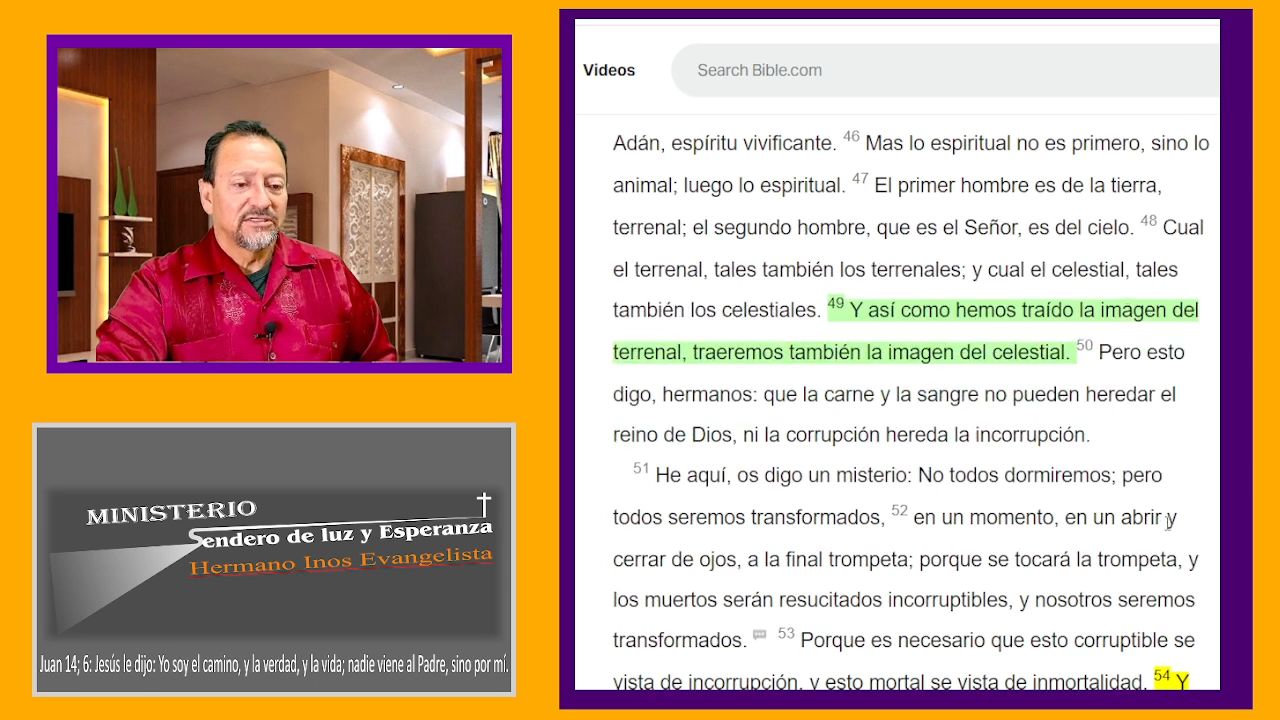 Videos
Search Bible.com
Adán, espíritu vivificante. 46 Mas lo espiritual no es primero, sino lo
animal; luego lo espiritual. 47 El primer hombre es de la tierra,
terrenal; el segundo hombre, que es el Señor, es del cielo. 48 Cual
el terrenal, tales también los terrenales; y cual el celestial, tales
también los celestiales. 49 Y así como hemos traído la imagen del
terrenal, traeremos también la imagen del celestial. 50 Pero esto
digo, hermanos: que la carne y la sangre no pueden heredar el
reino de Dios, ni la corrupción hereda la incorrupción.
51 He aquí, os digo un misterio: No todos dormiremos; pero
todos seremos transformados, 52 en un momento, en un abrir y
cerrar de ojos, a la final trompeta; porque se tocará la trompeta, y
los muertos serán resucitados incorruptibles, y nosotros seremos
transformados. 53 Porque es necesario que esto corruptible se
vista de incorrupción, y esto mortal se vista de inmortalidad. 54 Y
MINISTERIO
Sendero de luz y Esperanza
Hermano Inos Evangelista
Juan 14; 6: Jesús le dijo: Yo soy el camino, y la verdad, y la vida; nadie viene al Padre, sino por mí.